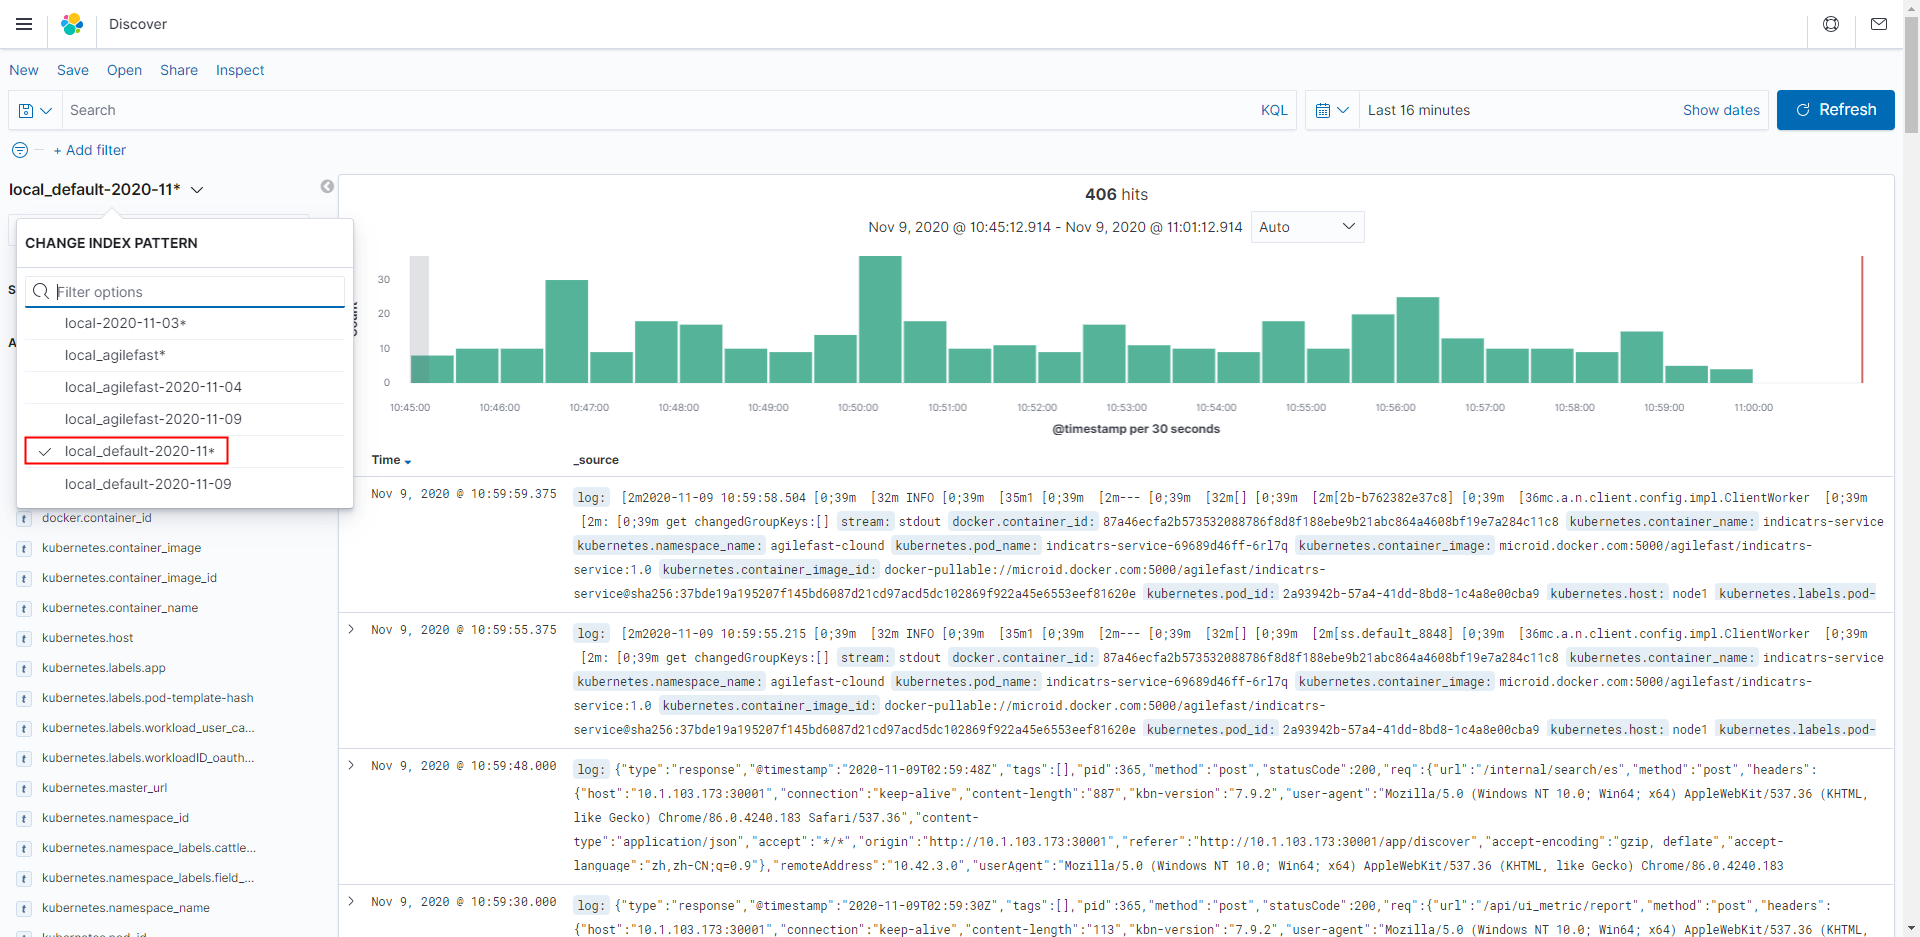 Discover
New Save Open Share Inspect
Search KQL Last 16 minutes Show dates Refresh
+ Add filter
local_default-2020-11*
CHANGE INDEX PATTERN
Filter options
local-2020-11-03*
local_agilefast*
local_agilefast-2020-11-04
local_agilefast-2020-11-09
local_default-2020-11*
local_default-2020-11-09
t docker.container_id
t kubernetes.container_image
t kubernetes.container_image_id
t kubernetes.container_name
t kubernetes.host
t kubernetes.labels.app
t kubernetes.labels.pod-template-hash
t kubernetes.labels.workload_user_ca...
t kubernetes.labels.workloadID_oauth...
t kubernetes.master_url
t kubernetes.namespace_id
t kubernetes.namespace_labels.cattle...
t kubernetes.namespace_labels.field_...
t kubernetes.namespace_name
406 hits
Nov 9, 2020 @ 10:45:12.914 - Nov 9, 2020 @ 11:01:12.914 Auto
Count
30
20
10
0
10:45:00 10:46:00 10:47:00 10:48:00 10:49:00 10:50:00 10:51:00 10:52:00 10:53:00 10:54:00 10:55:00 10:56:00 10:57:00 10:58:00 10:59:00 11:00:00
@timestamp per 30 seconds
Time _source
Nov 9, 2020 @ 10:59:59.375 log: [2m2020-11-09 10:59:58.504 [0;39m [32m INFO [0;39m [35m1 [0;39m [2m--- [0;39m [32m[] [0;39m [2m[2b-b762382e37c8] [0;39m [36mc.a.n.client.config.impl.ClientWorker [0;39m
[2m: [0;39m get changedGroupKeys:[] stream: stdout docker.container_id: 87a46ecfa2b573532088786f8d8f188ebe9b21abc864a4608bf19e7a284c11c8 kubernetes.container_name: indicatrs-service
kubernetes.namespace_name: agilefast-clound kubernetes.pod_name: indicatrs-service-69689d46ff-6rl7q kubernetes.container_image: microid.docker.com:5000/agilefast/indicatrs-
service:1.0 kubernetes.container_image_id: docker-pullable://microid.docker.com:5000/agilefast/indicatrs-
service@sha256:37bde19a195207f145bd6087d21cd97acd5dc102869f922a45e6553eef81620e kubernetes.pod_id: 2a93942b-57a4-41dd-8bd8-1c4a8e00cba9 kubernetes.host: node1 kubernetes.labels.pod-
Nov 9, 2020 @ 10:59:55.375 log: [2m2020-11-09 10:59:55.215 [0;39m [32m INFO [0;39m [35m1 [0;39m [2m--- [0;39m [32m[] [0;39m [2m[ss.default_8848] [0;39m [36mc.a.n.client.config.impl.ClientWorker [0;39m
[2m: [0;39m get changedGroupKeys:[] stream: stdout docker.container_id: 87a46ecfa2b573532088786f8d8f188ebe9b21abc864a4608bf19e7a284c11c8 kubernetes.container_name: indicatrs-service
kubernetes.namespace_name: agilefast-clound kubernetes.pod_name: indicatrs-service-69689d46ff-6rl7q kubernetes.container_image: microid.docker.com:5000/agilefast/indicatrs-
service:1.0 kubernetes.container_image_id: docker-pullable://microid.docker.com:5000/agilefast/indicatrs-
service@sha256:37bde19a195207f145bd6087d21cd97acd5dc102869f922a45e6553eef81620e kubernetes.pod_id: 2a93942b-57a4-41dd-8bd8-1c4a8e00cba9 kubernetes.host: node1 kubernetes.labels.pod-
Nov 9, 2020 @ 10:59:48.000 log: {"type":"response","@timestamp":"2020-11-09T02:59:48Z","tags":[],"pid":365,"method":"post","statusCode":200,"req":{"url":"/internal/search/es","method":"post","headers":
{"host":"10.1.103.173:30001","connection":"keep-alive","content-length":"887","kbn-version":"7.9.2","user-agent":"Mozilla/5.0 (Windows NT 10.0; Win64; x64) AppleWebKit/537.36 (KHTML,
like Gecko) Chrome/86.0.4240.183 Safari/537.36","content-
type":"application/json","accept":"*/*","origin":"http://10.1.103.173:30001","referer":"http://10.1.103.173:30001/app/discover","accept-encoding":"gzip, deflate","accept-
language":"zh,zh-CN;q=0.9"},"remoteAddress":"10.42.3.0","userAgent":"Mozilla/5.0 (Windows NT 10.0; Win64; x64) AppleWebKit/537.36 (KHTML, like Gecko) Chrome/86.0.4240.183
Nov 9, 2020 @ 10:59:30.000 log: {"type":"response","@timestamp":"2020-11-09T02:59:30Z","tags":[],"pid":365,"method":"post","statusCode":200,"req":{"url":"/api/ui_metric/report","method":"post","headers":
{"host":"10.1.103.173:30001","connection":"keep-alive","content-length":"113","kbn-version":"7.9.2","user-agent":"Mozilla/5.0 (Windows NT 10.0; Win64; x64) AppleWebKit/537.36 (KHTML,